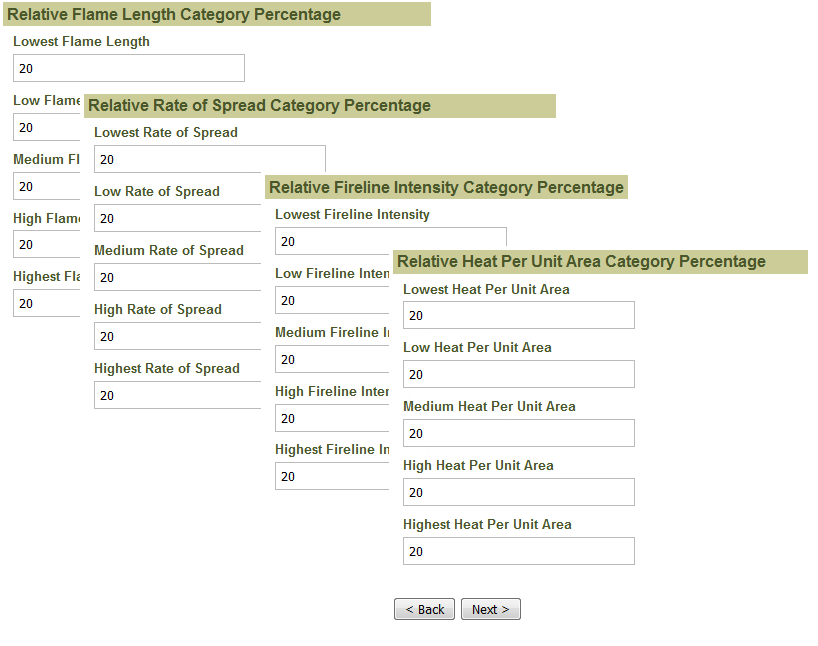 Relative Flame Length Category Percentage
Lowest Flame Length
20
Low Flame
20
Medium Fl
20
High Flame
20
Highest Fla
20
Relative Rate of Spread Category Percentage
Lowest Rate of Spread
20
Low Rate of Spread
20
Medium Rate of Spread
20
High Rate of Spread
20
Highest Rate of Spread
20
Relative Fireline Intensity Category Percentage
Lowest Fireline Intensity
20
Low Fireline Inten
20
Medium Fireline I
20
High Fireline Inten
20
Highest Fireline In
20
Relative Heat Per Unit Area Category Percentage
Lowest Heat Per Unit Area
20
Low Heat Per Unit Area
20
Medium Heat Per Unit Area
20
High Heat Per Unit Area
20
Highest Heat Per Unit Area
20
< Back Next >